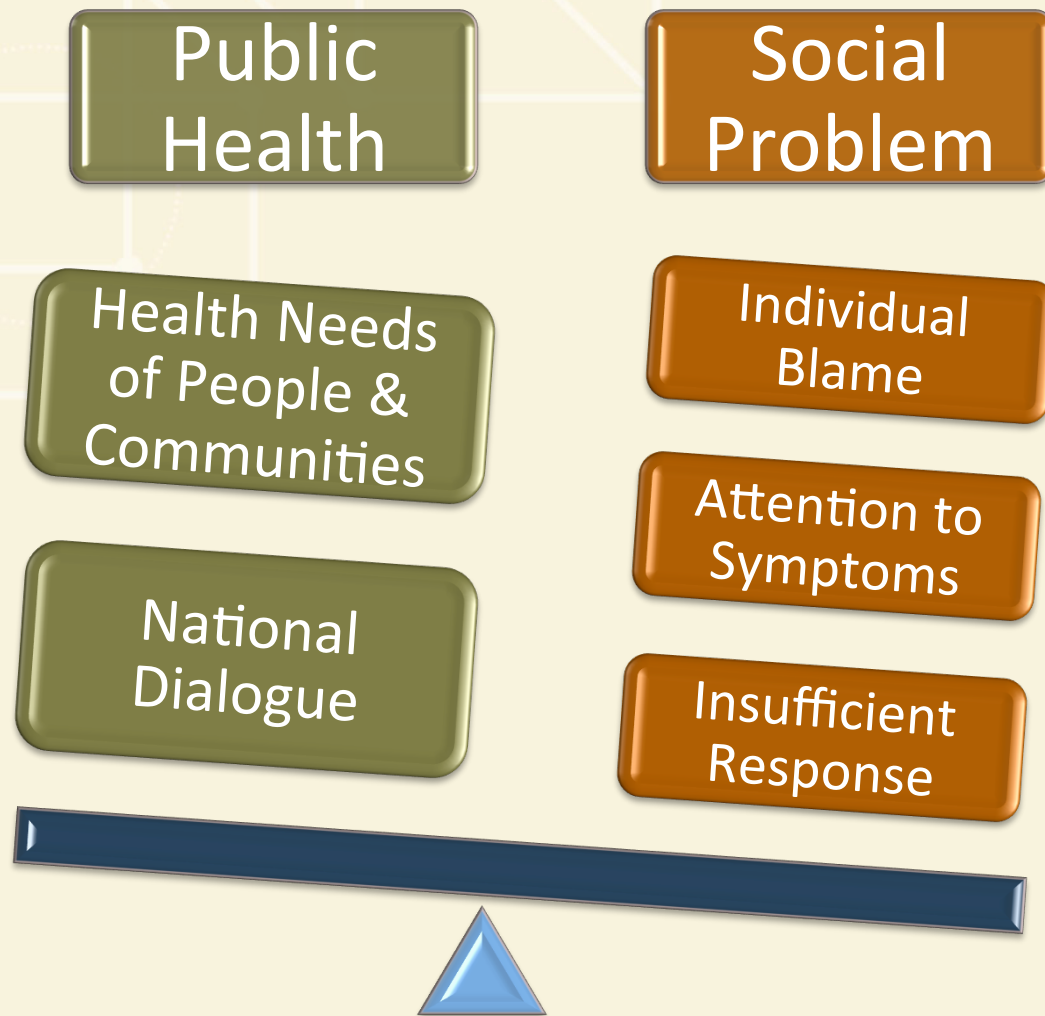 Public
Health
Health Needs
of People &
Communities
National
Dialogue
Social
Problem
Individual
Blame
Attention to
Symptoms
Insufficient
Response